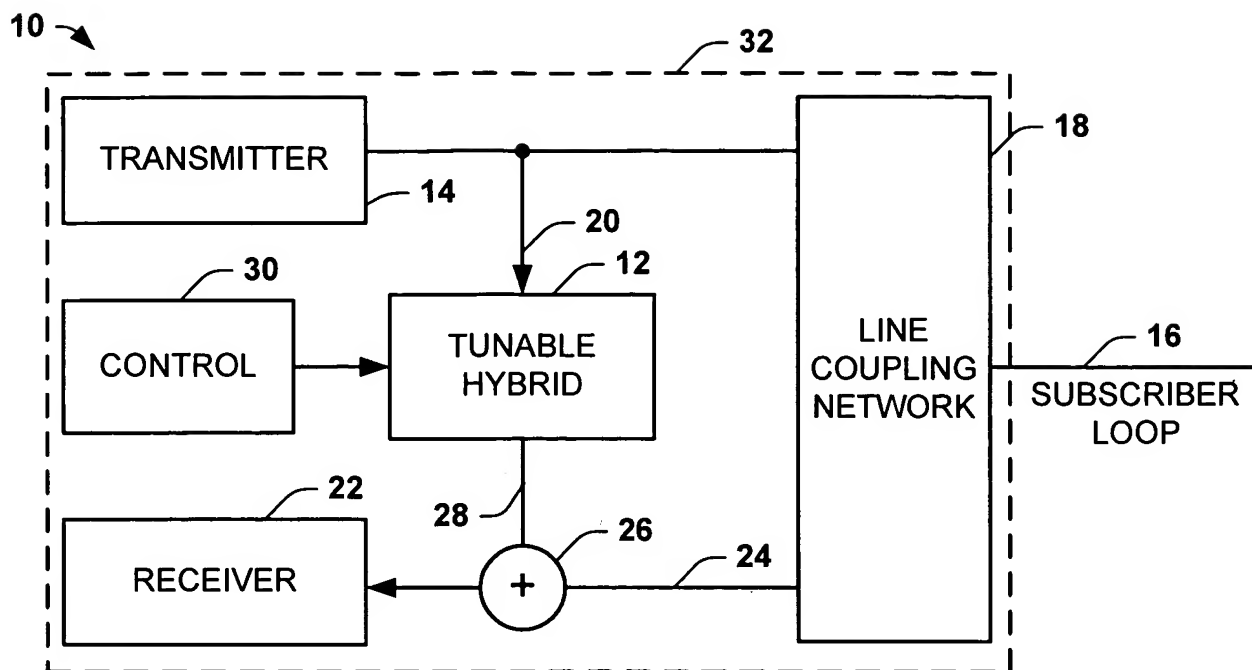 10
32
TRANSMITTER
14
18
20
30
12
CONTROL
TUNABLE
HYBRID
LINE
COUPLING
NETWORK
16
SUBSCRIBER
LOOP
22
28
26
24
RECEIVER
+